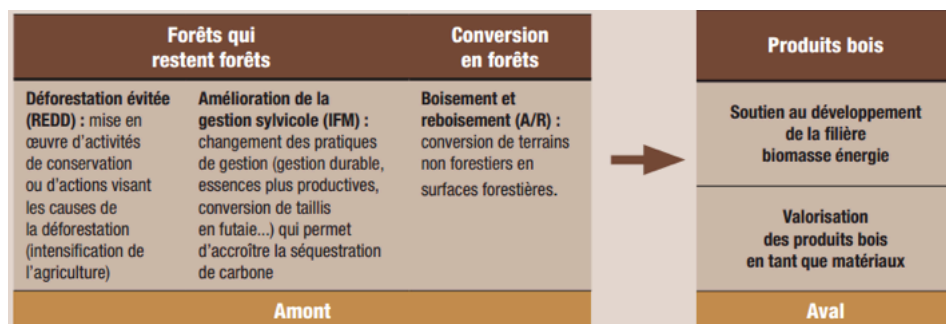 Forêts qui
restent forêts
Conversion
en forêts
Produits bois
Déforestation évitée
(REDD) : mise en
œuvre d'activités
de conservation
ou d'actions visant
les causes de
la déforestation
(intensification de
l'agriculture)
Amélioration de la
gestion sylvicole (IFM) :
changement des pratiques
de gestion (gestion durable,
essences plus productives,
conversion de taillis
en futaie...) qui permet
d'accroître la séquestration
de carbone
Boisement et
reboisement (A/R) :
conversion de terrains
non forestiers en
surfaces forestières.
Soutien au développement
de la filière
biomasse énergie
Valorisation
des produits bois
en tant que matériaux
Amont
Aval